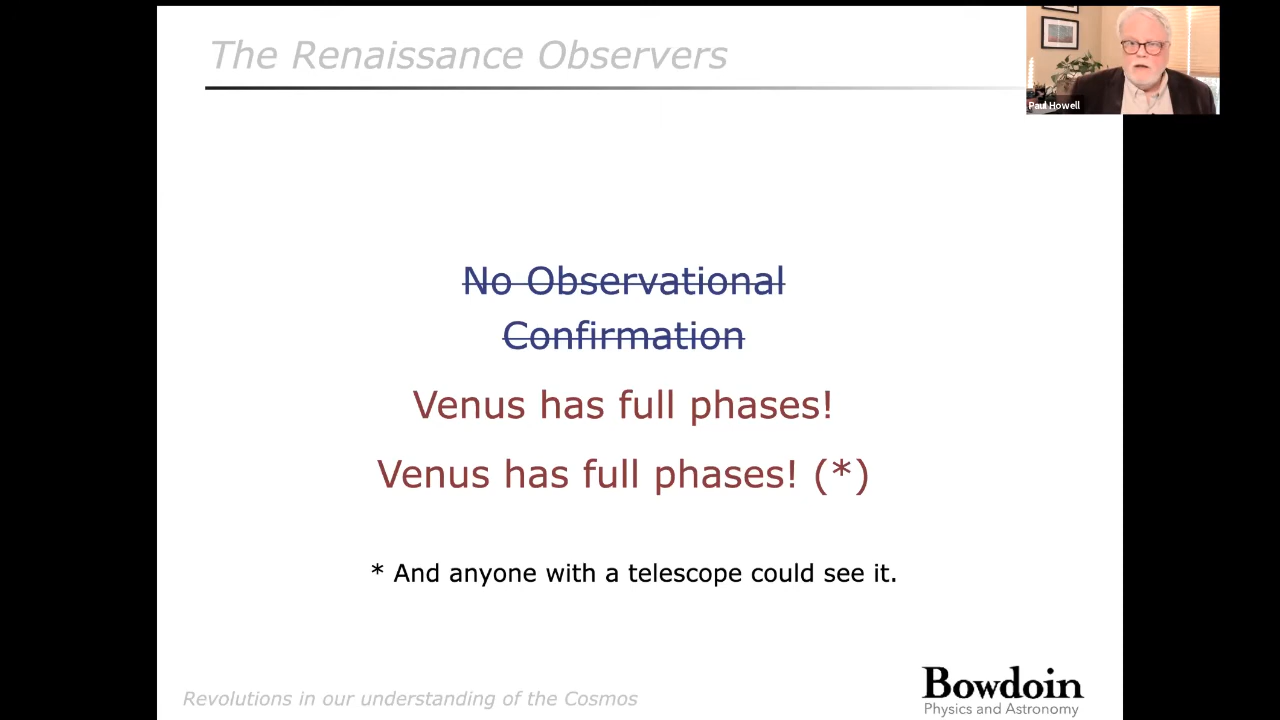 The Renaissance Observers
Paul Howell
No Observational
Confirmation
Venus has full phases!
Venus has full phases! (*)
* And anyone with a telescope could see it.
Revolutions in our understanding of the Cosmos
Bowdoin
Physics and Astronomy